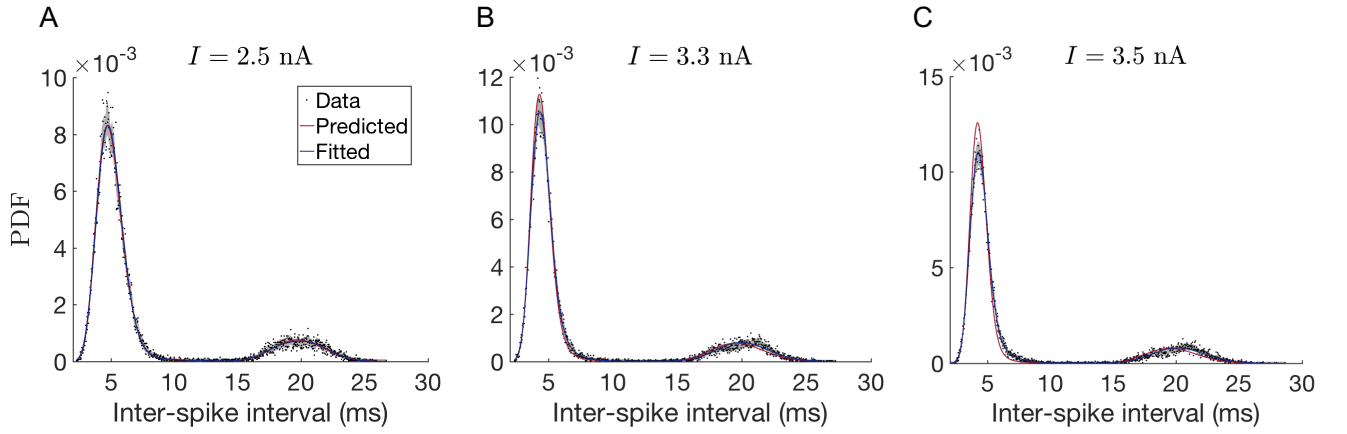 A
×10-3
I = 2.5 nA
10
8
6
4
2
0
PDF
5
10
15
20
25
30
Inter-spike interval (ms)
Data
Predicted
Fitted
B
×10-3
I = 3.3 nA
12
10
8
6
4
2
0
5
10
15
20
25
30
Inter-spike interval (ms)
C
×10-3
I = 3.5 nA
15
10
5
0
5
10
15
20
25
30
Inter-spike interval (ms)